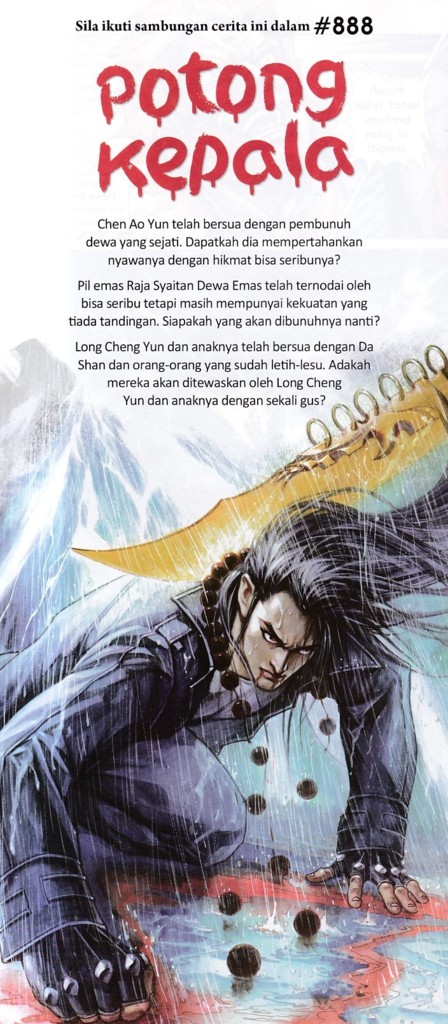 Sila ikuti sambungan cerita ini dalam #888
Potong
Kepala
Chen Ao Yun telah bersua dengan pembunuh
dewa yang sejati. Dapatkah dia mempertahankan
nyawanya dengan hikmat bisa seribunya?
Pil emas Raja Syaitan Dewa Emas telah ternodai oleh
bisa seribu tetapi masih mempunyai kekuatan yang
tiada tandingan. Siapakah yang akan dibunuhnya nanti?
Long Cheng Yun dan anaknya telah bersua dengan Da
Shan dan orang-orang yang sudah letih-lesu. Adakah
mereka akan ditewaskan oleh Long Cheng
Yun dan anaknya dengan sekali gus?